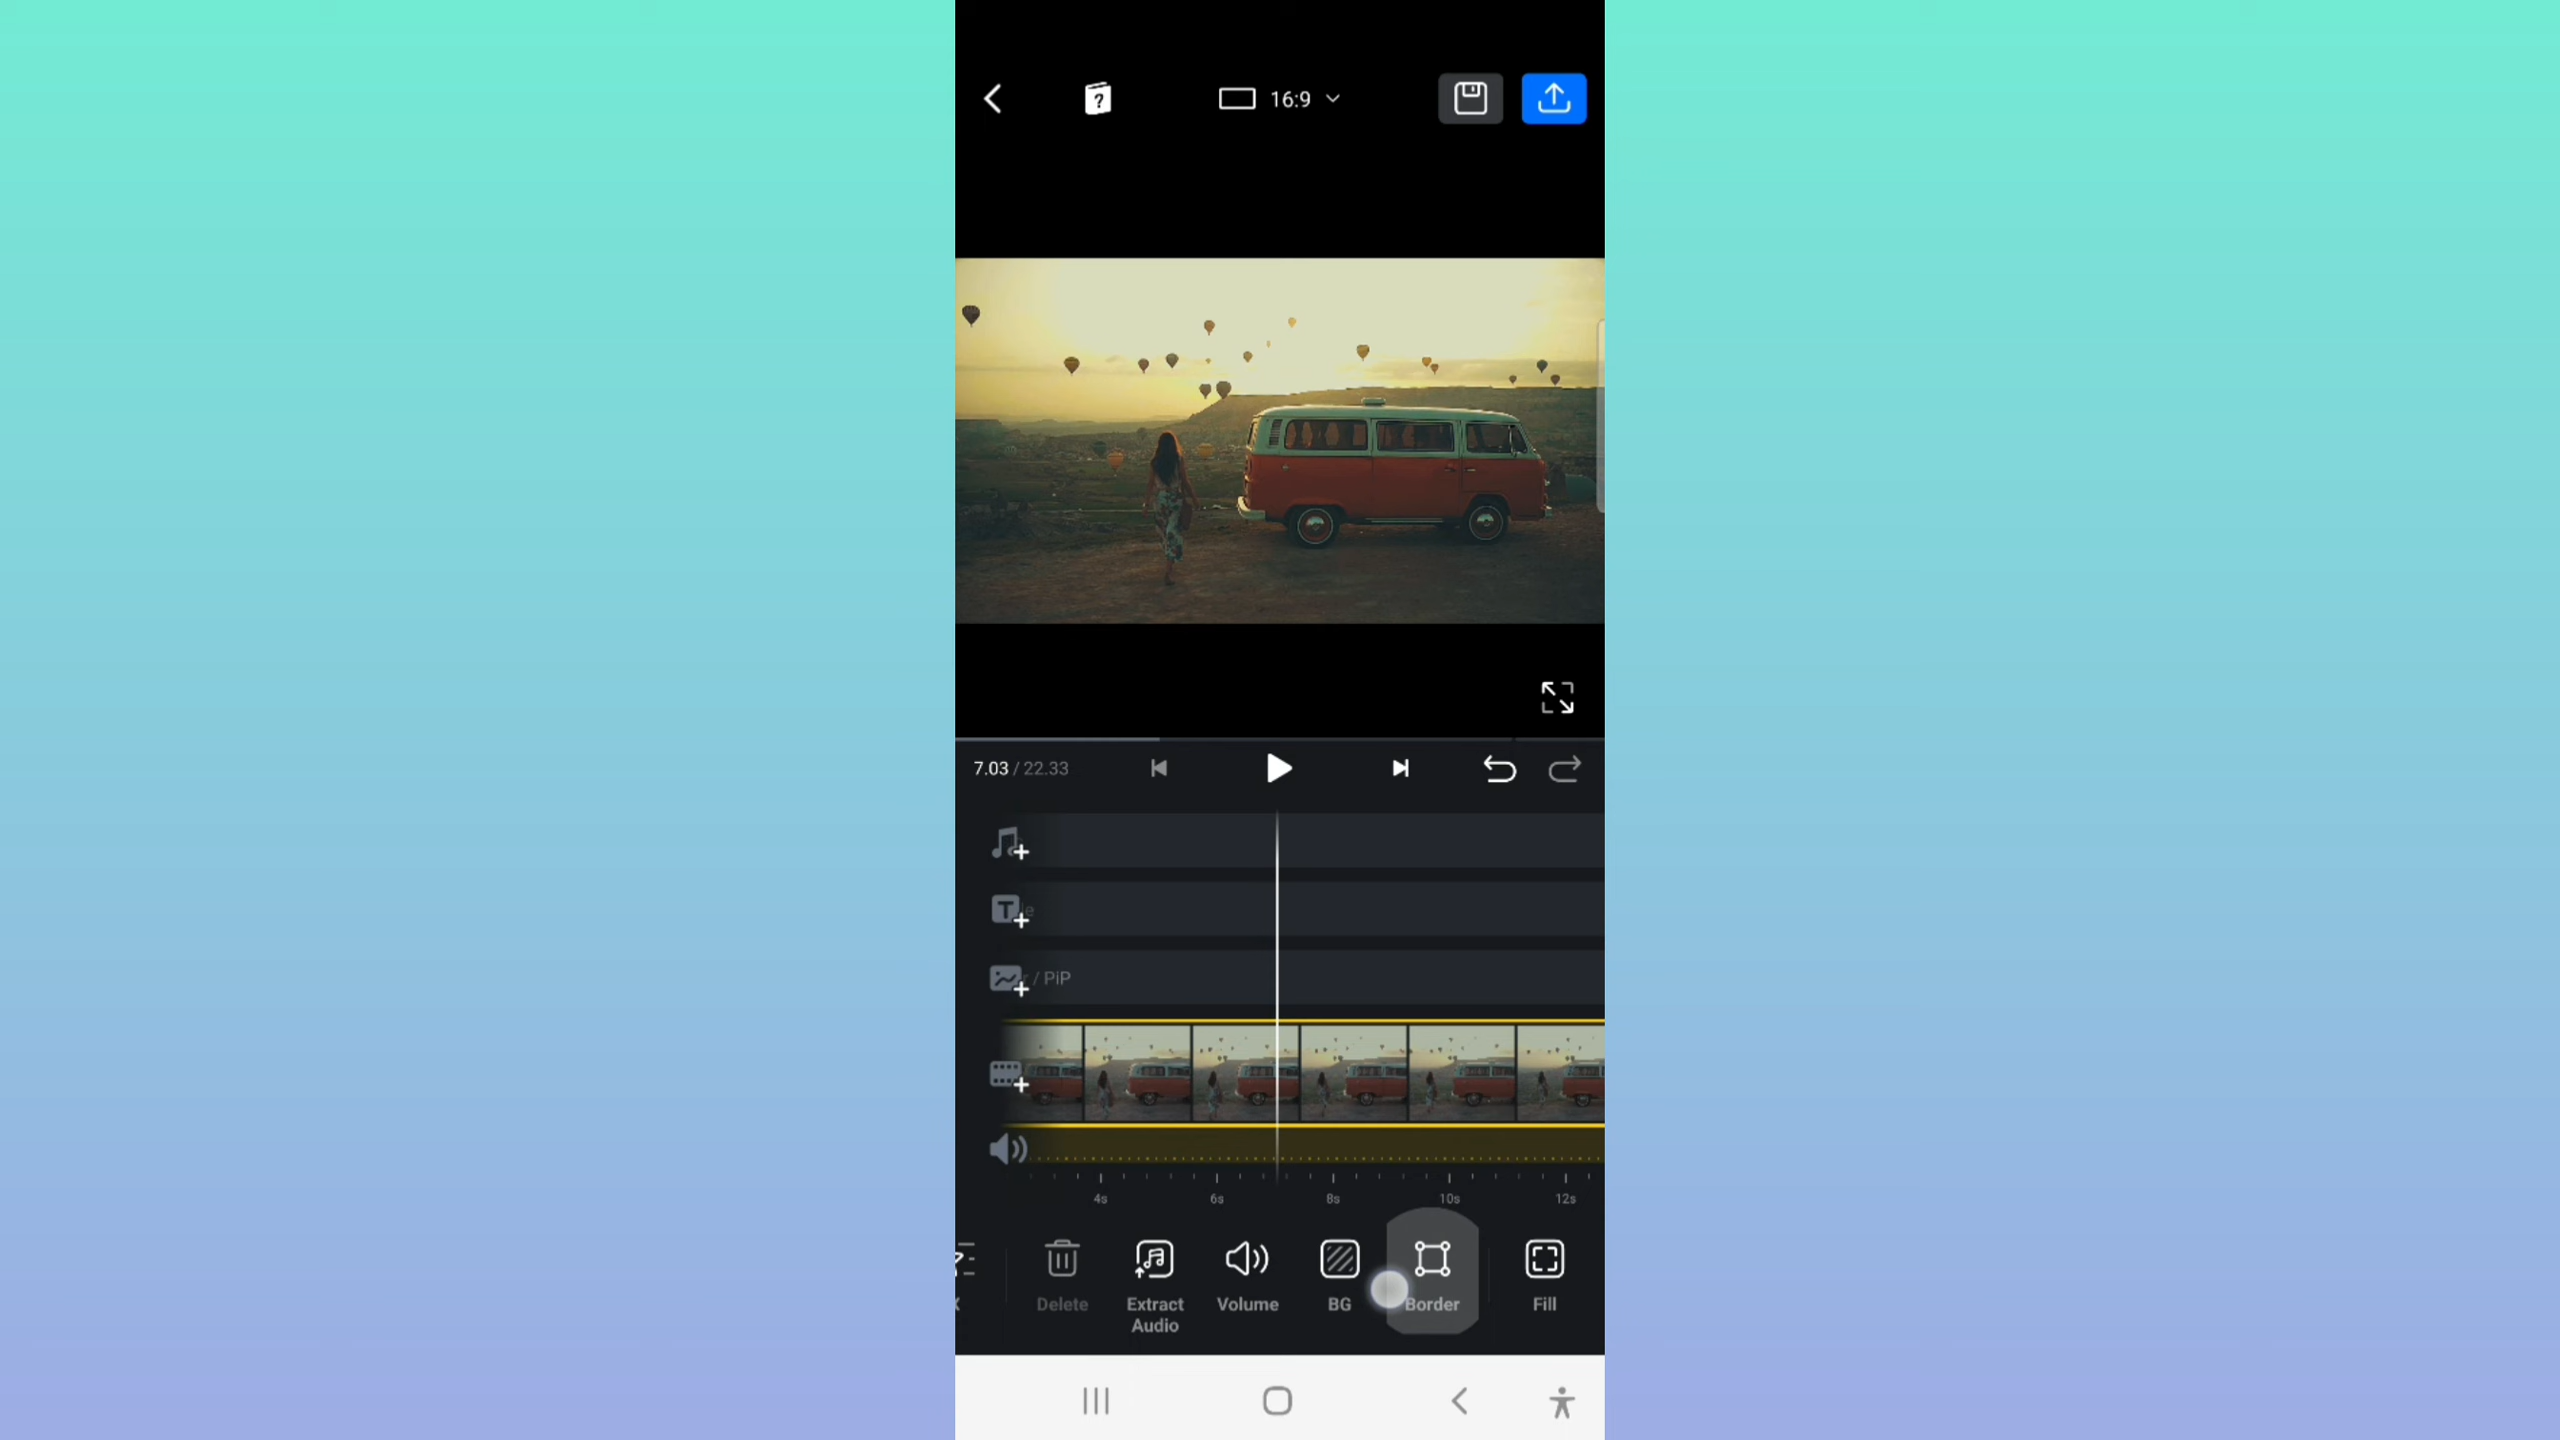 ?
16:9
7.03 / 22.33
T
/ PiP
4s 6s 8s 10s 12s
Delete
Extract Audio
Volume
BG
Border
Fill